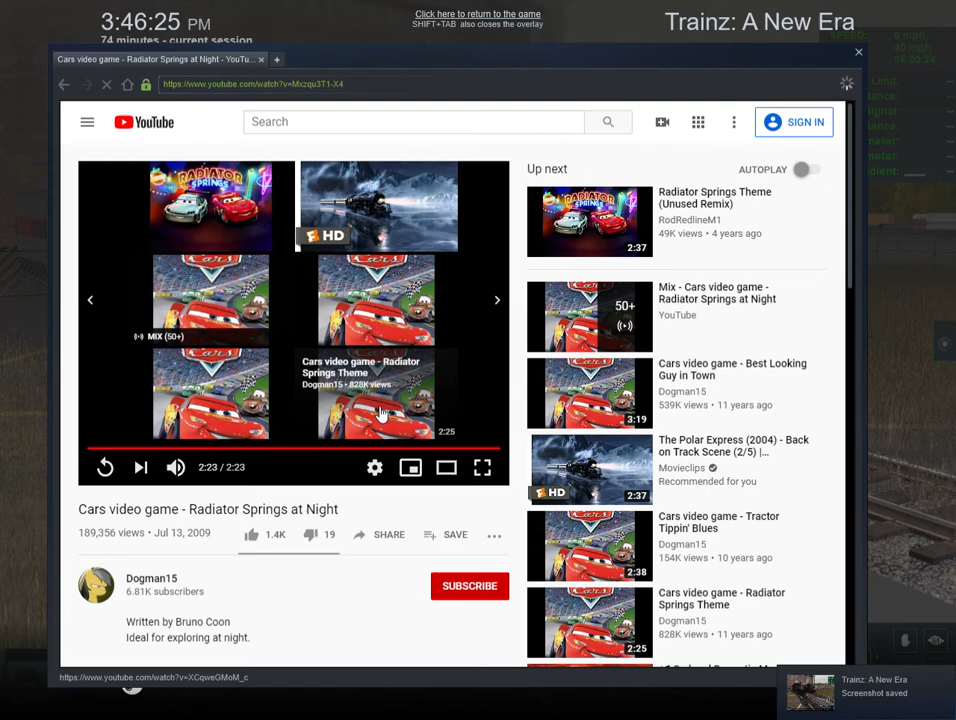 3:46:25 PM
74 minutes - current session
Click here to return to the game
SHIFT+TAB also closes the overlay
Trainz: A New Era
Cars video game - Radiator Springs at Night - YouTu...
https://www.youtube.com/watch?v=Mxzqu3T1-X4
YouTube
Search
SIGN IN
RADIATOR SPRINGS
HD
Cars
Cars
MIX (50+)
Cars
Cars video game - Radiator
Springs Theme
Dogman15 • 828K views
2:25
2:23 / 2:23
Cars video game - Radiator Springs at Night
189,356 views • Jul 13, 2009
1.4K
19
SHARE
SAVE
Dogman15
6.81K subscribers
SUBSCRIBE
Written by Bruno Coon
Ideal for exploring at night.
Up next
AUTOPLAY
RADIATOR SPRINGS
2:37
Radiator Springs Theme
(Unused Remix)
RodRedlineM1
49K views • 4 years ago
Cars
50+
Mix - Cars video game -
Radiator Springs at Night
YouTube
Cars
3:19
Cars video game - Best Looking
Guy in Town
Dogman15
539K views • 11 years ago
HD
2:37
The Polar Express (2004) - Back
on Track Scene (2/5) |...
Movieclips
Recommended for you
Cars
2:38
Cars video game - Tractor
Tippin' Blues
Dogman15
154K views • 10 years ago
Cars
2:25
Cars video game - Radiator
Springs Theme
Dogman15
828K views • 11 years ago
https://www.youtube.com/watch?v=XCqweGMoM_c
Trainz: A New Era
Screenshot saved